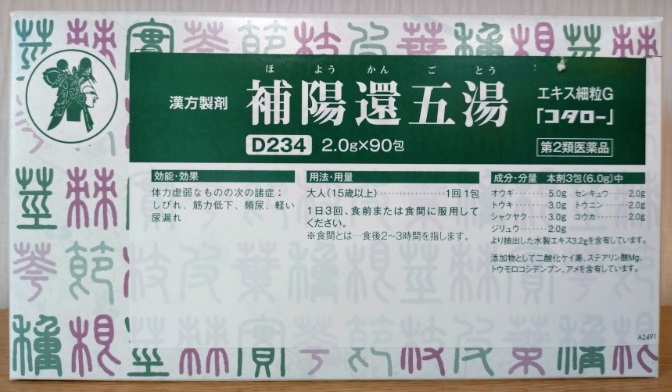 ほ よう かん ご とう
漢方製剤 補陽還五湯 エキス細粒G
「コタロー」
D234 2.0g×90包 第2類医薬品
効能・効果
体力虚弱なものの次の諸症：
しびれ、筋力低下、頻尿、軽い
尿漏れ
用法・用量
大人(15歳以上)……………………1回1包
1日3回、食前または食間に服用して
ください。
※食間とは…食後2〜3時間を指します。
成分・分量 本剤3包(6.0g)中
オウギ…………5.0g センキュウ……2.0g
トウキ…………3.0g トウニン………2.0g
シャクヤク……3.0g コウカ…………2.0g
ジリュウ………2.0g
より抽出した水製エキス3.2gを含有しています。
添加物として二酸化ケイ素、ステアリン酸Mg、
トウモロコシデンプン、アメを含有しています。
A2491